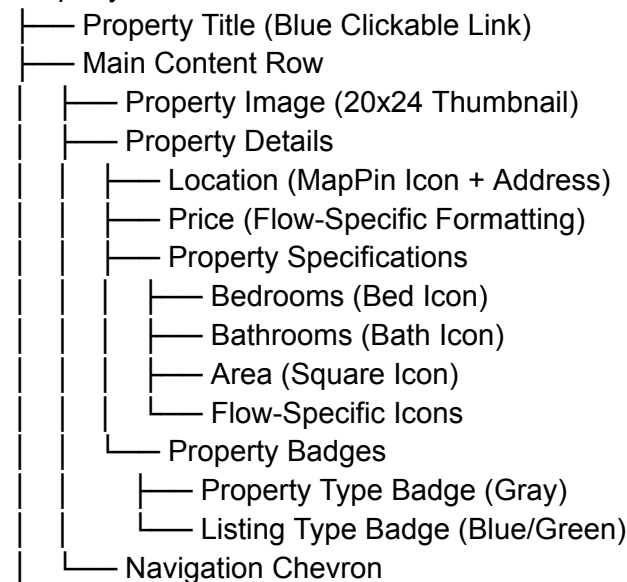 ├── Property Title (Blue Clickable Link)
├── Main Content Row
│   ├── Property Image (20x24 Thumbnail)
│   ├── Property Details
│   │   ├── Location (MapPin Icon + Address)
│   │   ├── Price (Flow-Specific Formatting)
│   │   ├── Property Specifications
│   │   │   ├── Bedrooms (Bed Icon)
│   │   │   ├── Bathrooms (Bath Icon)
│   │   │   ├── Area (Square Icon)
│   │   │   └── Flow-Specific Icons
│   │   └── Property Badges
│   │       ├── Property Type Badge (Gray)
│   │       └── Listing Type Badge (Blue/Green)
│   └── Navigation Chevron